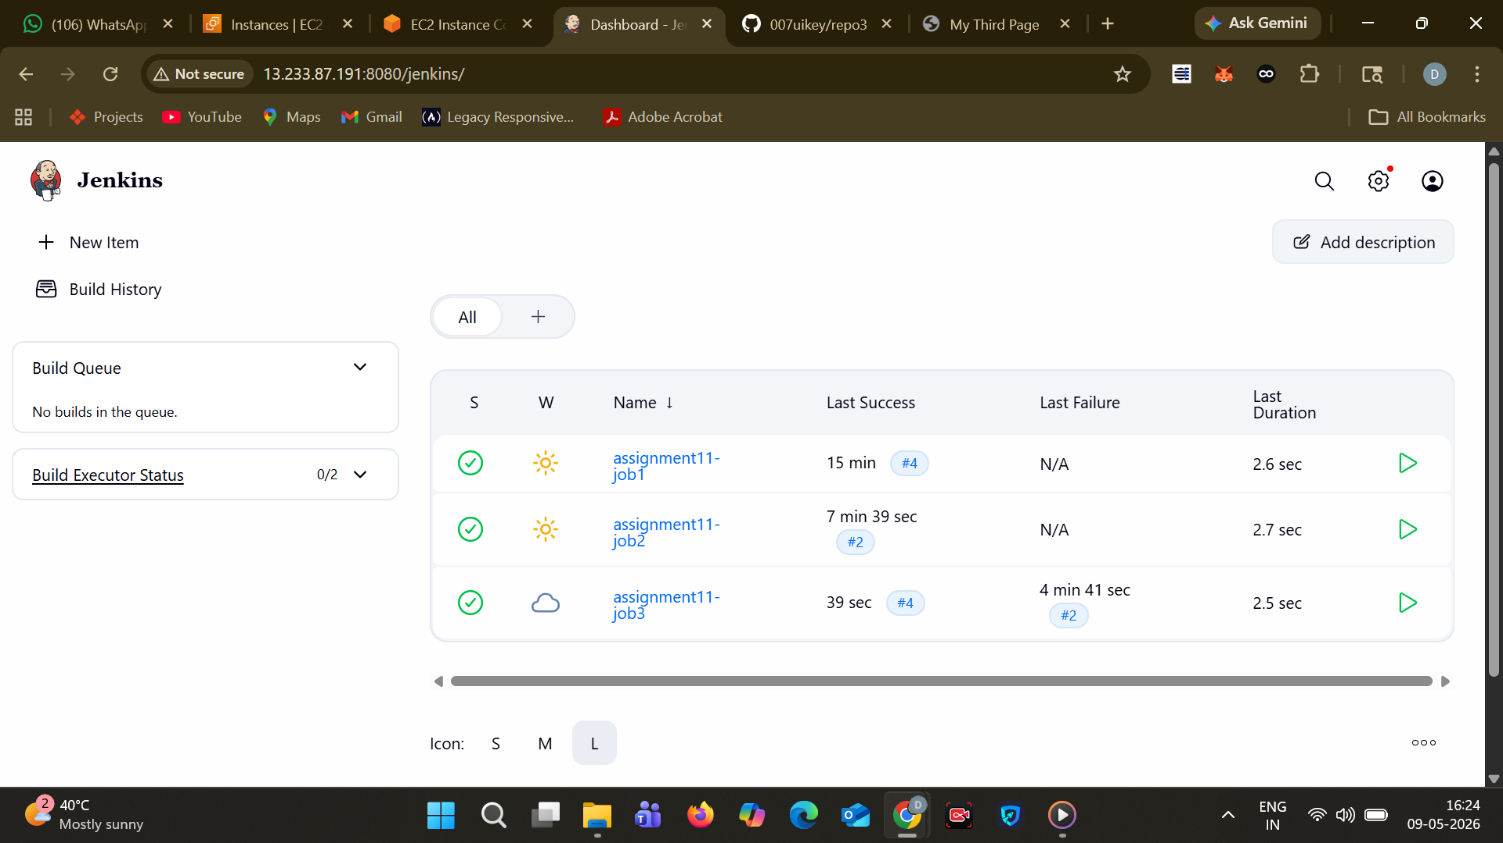 (106) WhatsApp
Instances | EC2
EC2 Instance Co
Dashboard - Jen
007uikey/repo3
My Third Page
Ask Gemini
Not secure
13.233.87.191:8080/jenkins/
D
Projects
YouTube
Maps
Gmail
Legacy Responsive...
Adobe Acrobat
All Bookmarks
Jenkins
New Item
Add description
Build History
All
Build Queue
No builds in the queue.
Build Executor Status
0/2
S
W
Name ↓
Last Success
Last Failure
Last
Duration
assignment11-
job1
15 min #4
N/A
2.6 sec
assignment11-
job2
7 min 39 sec
#2
N/A
2.7 sec
assignment11-
job3
39 sec #4
4 min 41 sec
#2
2.5 sec
Icon: S M L
2
40°C
Mostly sunny
D
ENG
IN
16:24
09-05-2026